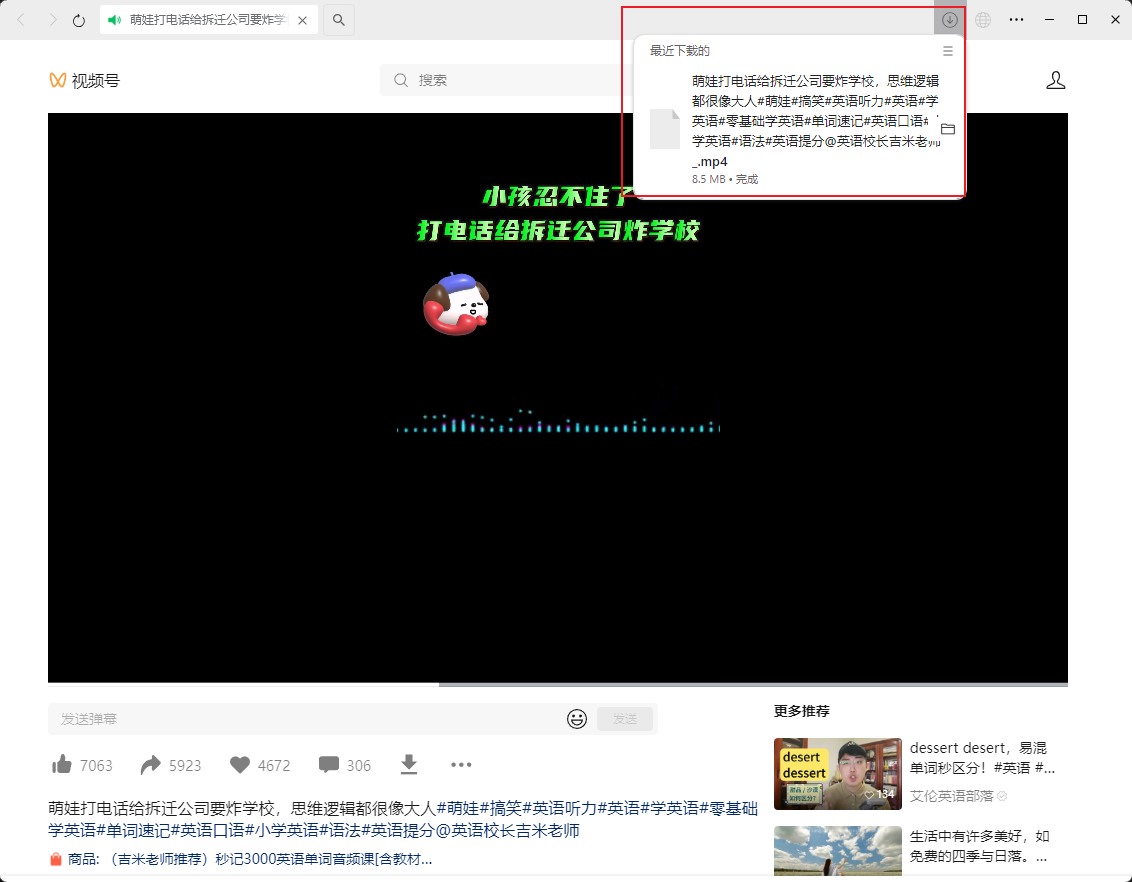 萌娃打电话给拆迁公司要炸学
最近下载的
萌娃打电话给拆迁公司要炸学校，思维逻辑
都很像大人#萌娃#搞笑#英语听力#英语#学
英语#零基础学英语#单词速记#英语口语#
学英语#语法#英语提分@英语校长吉米老师
_.mp4
8.5 MB • 完成
视频号
搜索
小孩忍不住了
打电话给拆迁公司炸学校
发送弹幕
发送
7063
5923
4672
306
萌娃打电话给拆迁公司要炸学校，思维逻辑都很像大人#萌娃#搞笑#英语听力#英语#学英语#零基础
学英语#单词速记#英语口语#小学英语#语法#英语提分@英语校长吉米老师
商品：（吉米老师推荐）秒记3000英语单词音频课[含教材...
更多推荐
desert
dessert
甜品 / 沙漠
如何区分？
134
dessert desert，易混
单词秒区分！#英语 #...
艾伦英语部落
生活中有许多美好，如
免费的四季与日落。...